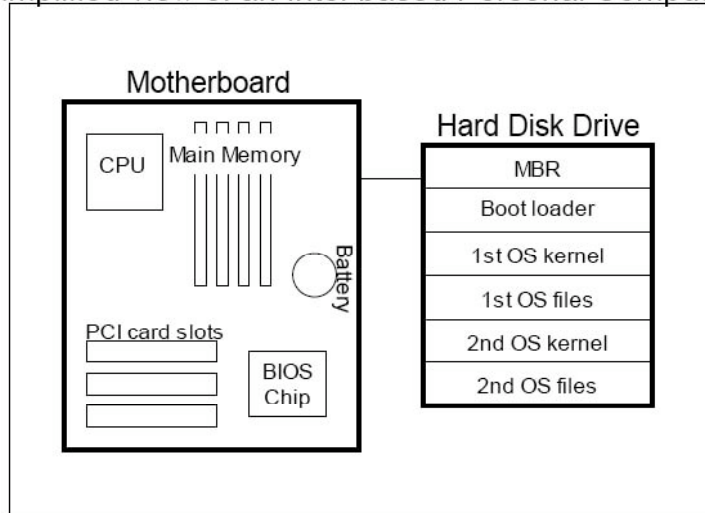 Motherboard
CPU
Main Memory
Battery
PCI card slots
BIOS
Chip
Hard Disk Drive
MBR
Boot loader
1st OS kernel
1st OS files
2nd OS kernel
2nd OS files